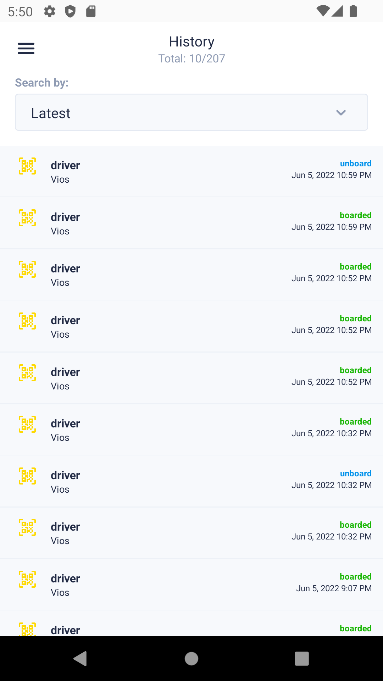 5:50
History
Total: 10/207
Search by:
Latest
driver
unboard
Vios
Jun 5, 2022 10:59 PM
driver
boarded
Vios
Jun 5, 2022 10:59 PM
driver
boarded
Vios
Jun 5, 2022 10:52 PM
driver
boarded
Vios
Jun 5, 2022 10:52 PM
driver
boarded
Vios
Jun 5, 2022 10:52 PM
driver
boarded
Vios
Jun 5, 2022 10:32 PM
driver
unboard
Vios
Jun 5, 2022 10:32 PM
driver
boarded
Vios
Jun 5, 2022 10:32 PM
driver
boarded
Vios
Jun 5, 2022 9:07 PM
driver
boarded